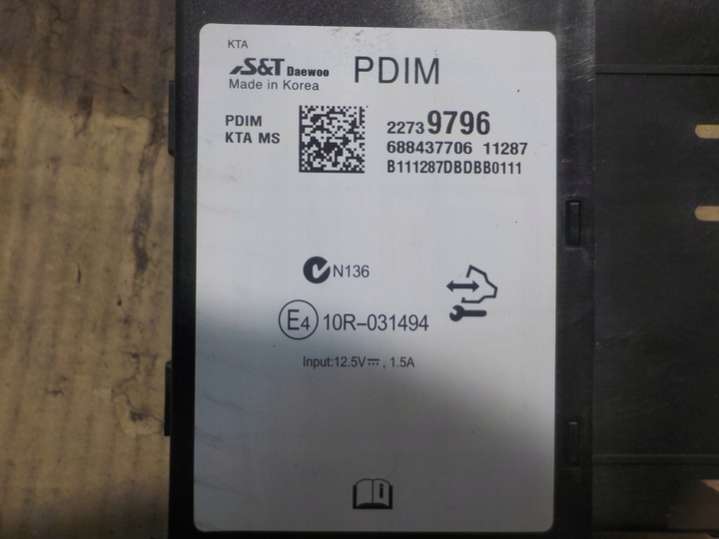 KTA
S&T Daewoo PDIM
Made in Korea
PDIM
KTA MS
2273 9796
688437706 11287
B111287DBDBB0111
N136
E4 10R-031494
Input:12.5V⎓, 1.5A